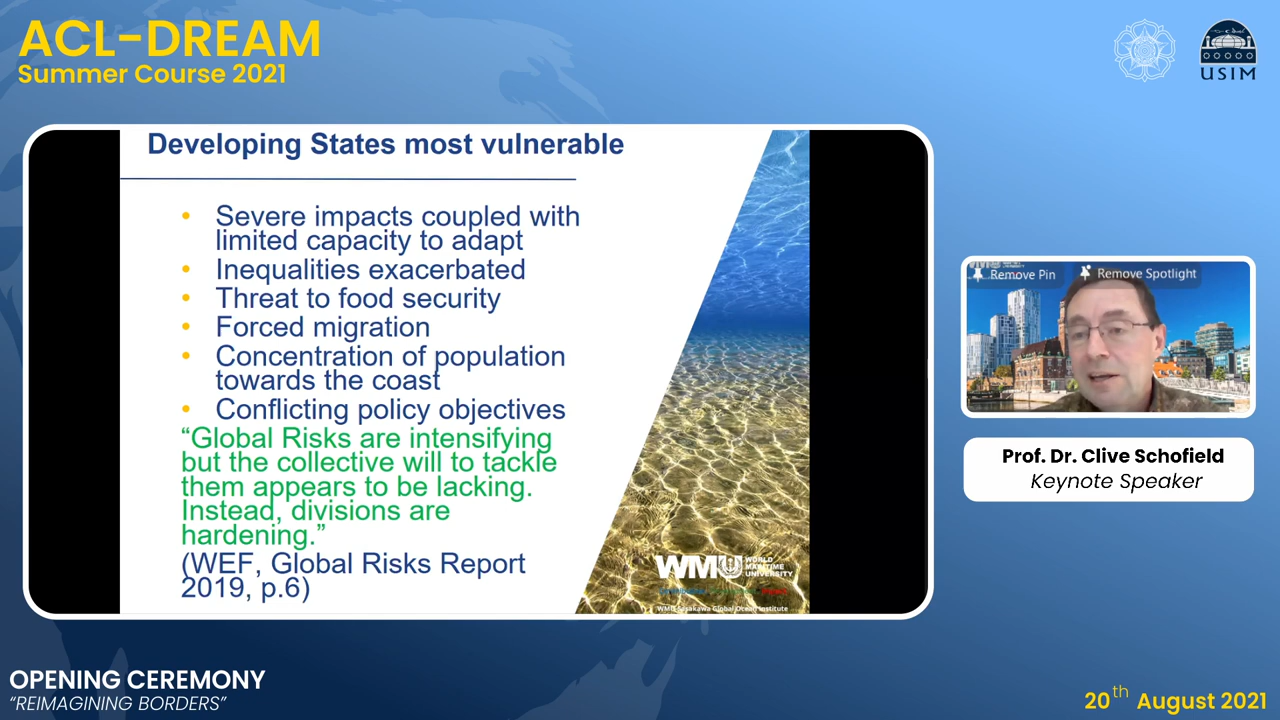 ACL-DREAM
Summer Course 2021
USIM
Developing States most vulnerable
• Severe impacts coupled with
limited capacity to adapt
• Inequalities exacerbated
• Threat to food security
• Forced migration
• Concentration of population
towards the coast
• Conflicting policy objectives
“Global Risks are intensifying
but the collective will to tackle
them appears to be lacking.
Instead, divisions are
hardening.”
(WEF, Global Risks Report
2019, p.6)
WMU
WORLD
MARITIME
UNIVERSITY
WMU-Sasakawa Global Ocean Institute
Remove Pin
Remove Spotlight
Prof. Dr. Clive Schofield
Keynote Speaker
OPENING CEREMONY
“REIMAGINING BORDERS”
20th August 2021